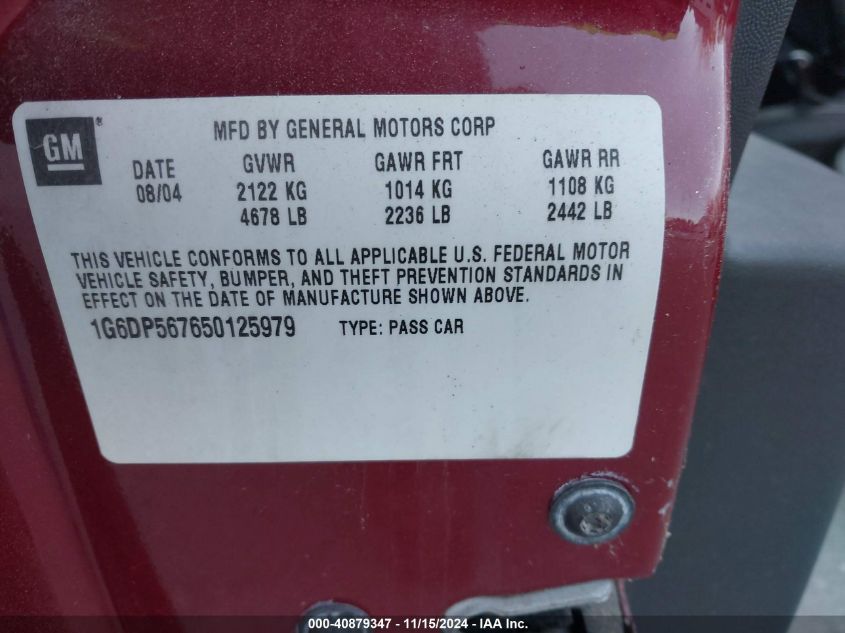 GM®
MFD BY GENERAL MOTORS CORP
DATE GVWR GAWR FRT GAWR RR
08/04 2122 KG 1014 KG 1108 KG
4678 LB 2236 LB 2442 LB
THIS VEHICLE CONFORMS TO ALL APPLICABLE U.S. FEDERAL MOTOR
VEHICLE SAFETY, BUMPER, AND THEFT PREVENTION STANDARDS IN
EFFECT ON THE DATE OF MANUFACTURE SHOWN ABOVE.
1G6DP567650125979 TYPE: PASS CAR
000-40879347 - 11/15/2024 - IAA Inc.